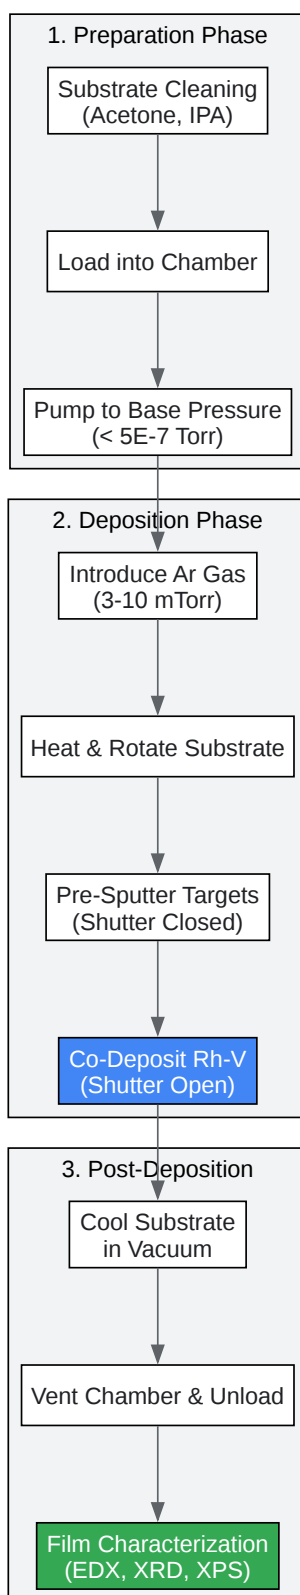 1. Preparation Phase
Substrate Cleaning
(Acetone, IPA)
Load into Chamber
Pump to Base Pressure
(< 5E-7 Torr)
2. Deposition Phase
Introduce Ar Gas
(3-10 mTorr)
Heat & Rotate Substrate
Pre-Sputter Targets
(Shutter Closed)
Co-Deposit Rh-V
(Shutter Open)
3. Post-Deposition
Cool Substrate
in Vacuum
Vent Chamber & Unload
Film Characterization
(EDX, XRD, XPS)